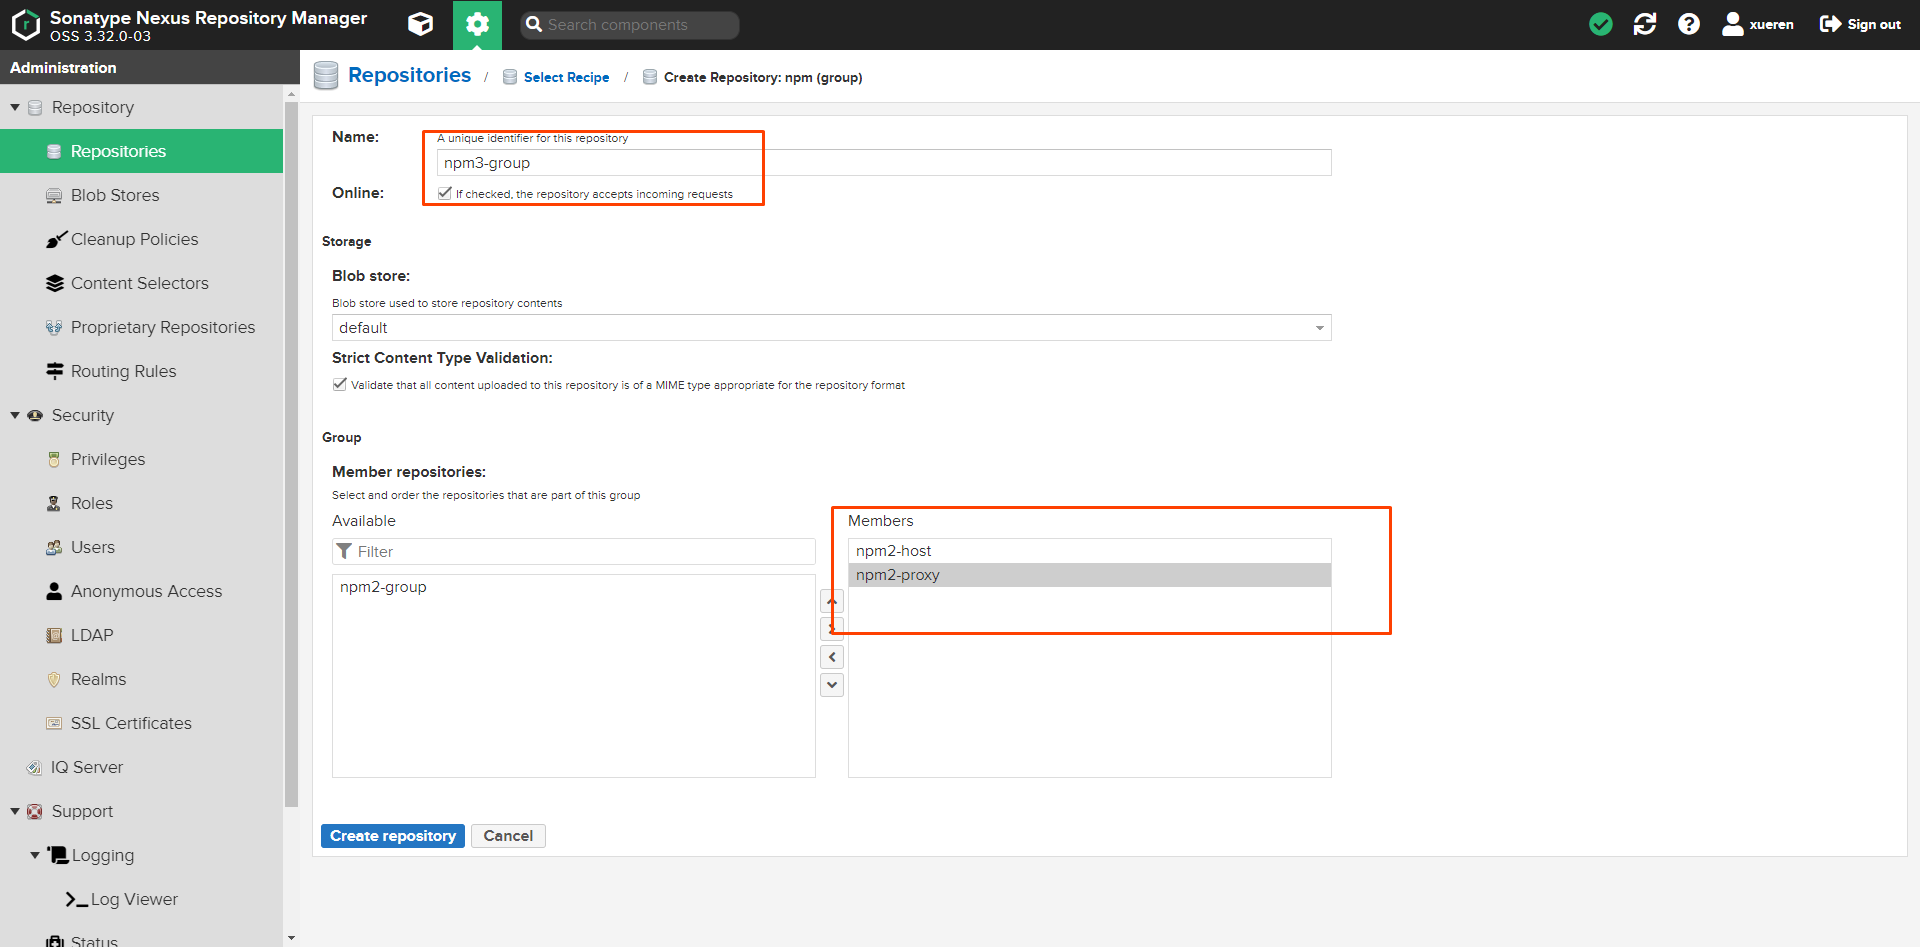 Sonatype Nexus Repository Manager
OSS 3.32.0-03
Search components
xueren
Sign out
Administration
Repository
Repositories
Blob Stores
Cleanup Policies
Content Selectors
Proprietary Repositories
Routing Rules
Security
Privileges
Roles
Users
Anonymous Access
LDAP
Realms
SSL Certificates
IQ Server
Support
Logging
Log Viewer
Status
Repositories / Select Recipe / Create Repository: npm (group)
Name:
A unique identifier for this repository
npm3-group
Online:
If checked, the repository accepts incoming requests
Storage
Blob store:
Blob store used to store repository contents
default
Strict Content Type Validation:
Validate that all content uploaded to this repository is of a MIME type appropriate for the repository format
Group
Member repositories:
Select and order the repositories that are part of this group
Available
Filter
npm2-group
Members
npm2-host
npm2-proxy
Create repository
Cancel